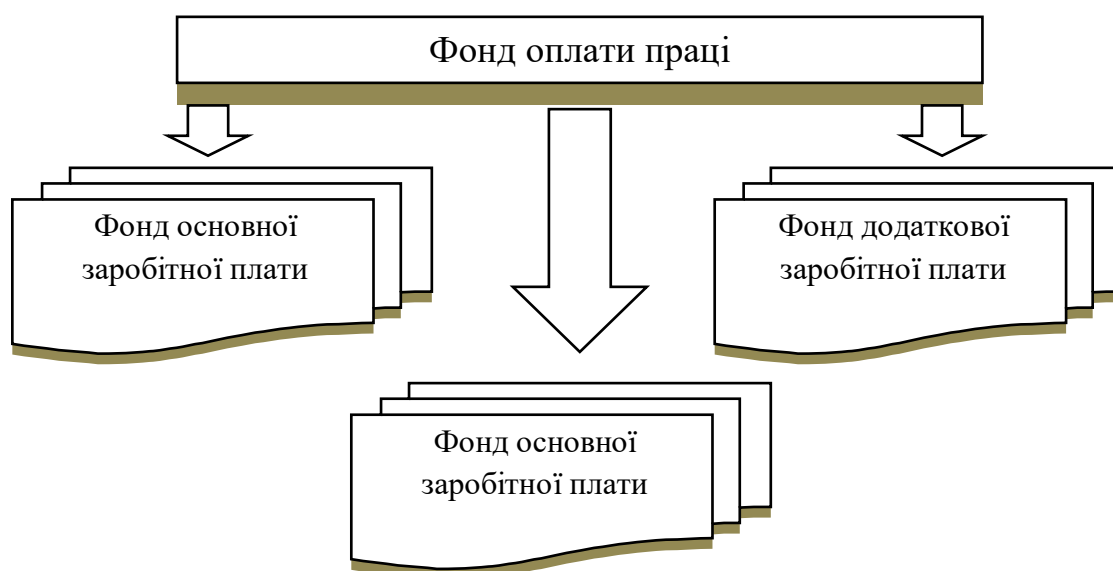 Фонд оплати праці
Фонд основної
заробітної плати
Фонд додаткової
заробітної плати
Фонд основної
заробітної плати